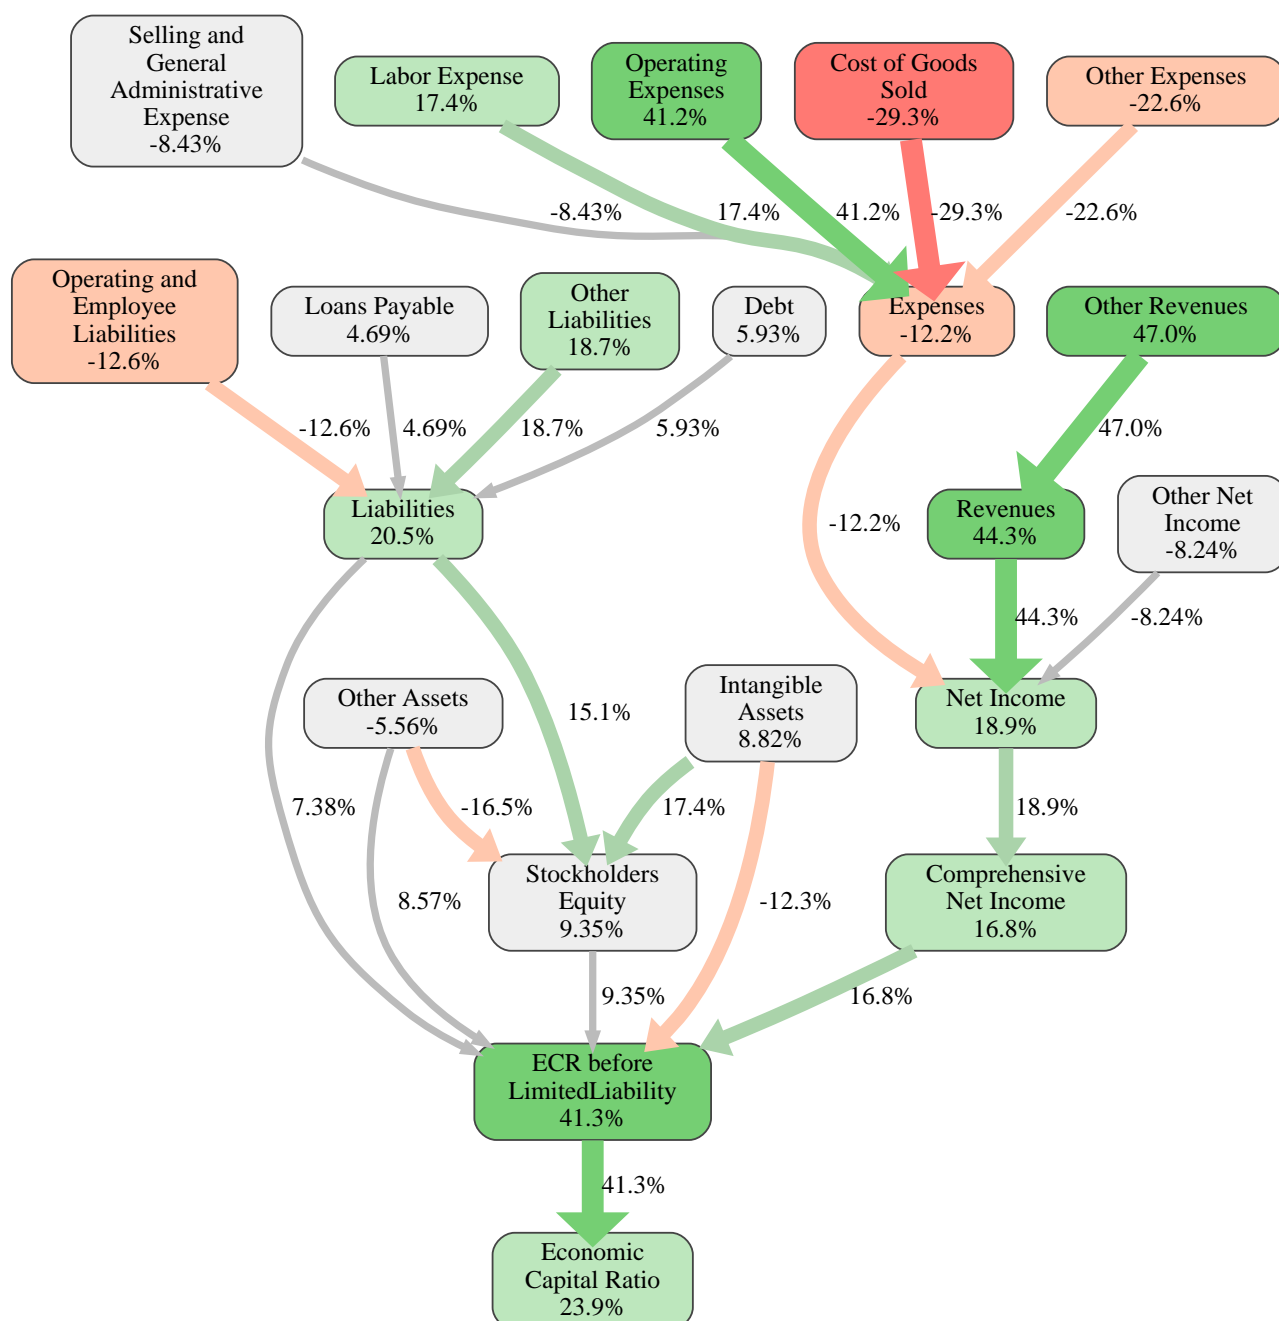 Selling and
General
Administrative
Expense
-8.43%
Labor Expense
17.4%
Operating
Expenses
41.2%
Cost of Goods
Sold
-29.3%
Other Expenses
-22.6%
-8.43%
17.4%
41.2%
-29.3%
-22.6%
Operating and
Employee
Liabilities
-12.6%
Loans Payable
4.69%
Other
Liabilities
18.7%
Debt
5.93%
Expenses
-12.2%
Other Revenues
47.0%
-12.6%
4.69%
18.7%
5.93%
47.0%
Liabilities
20.5%
-12.2%
Revenues
44.3%
Other Net
Income
-8.24%
44.3%
-8.24%
Other Assets
-5.56%
15.1%
Intangible
Assets
8.82%
Net Income
18.9%
7.38%
-16.5%
17.4%
18.9%
8.57%
Stockholders
Equity
9.35%
-12.3%
Comprehensive
Net Income
16.8%
9.35%
16.8%
ECR before
LimitedLiability
41.3%
41.3%
Economic
Capital Ratio
23.9%